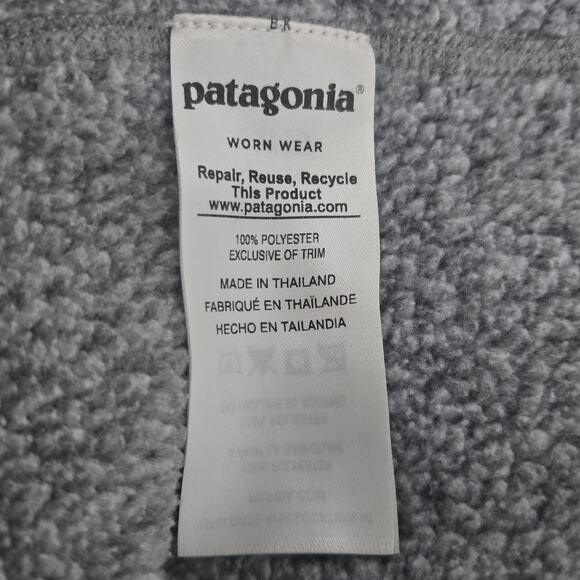 BK
patagonia®
WORN WEAR
Repair, Reuse, Recycle
This Product
www.patagonia.com
100% POLYESTER
EXCLUSIVE OF TRIM
MADE IN THAILAND
FABRIQUÉ EN THAÏLANDE
HECHO EN TAILANDIA